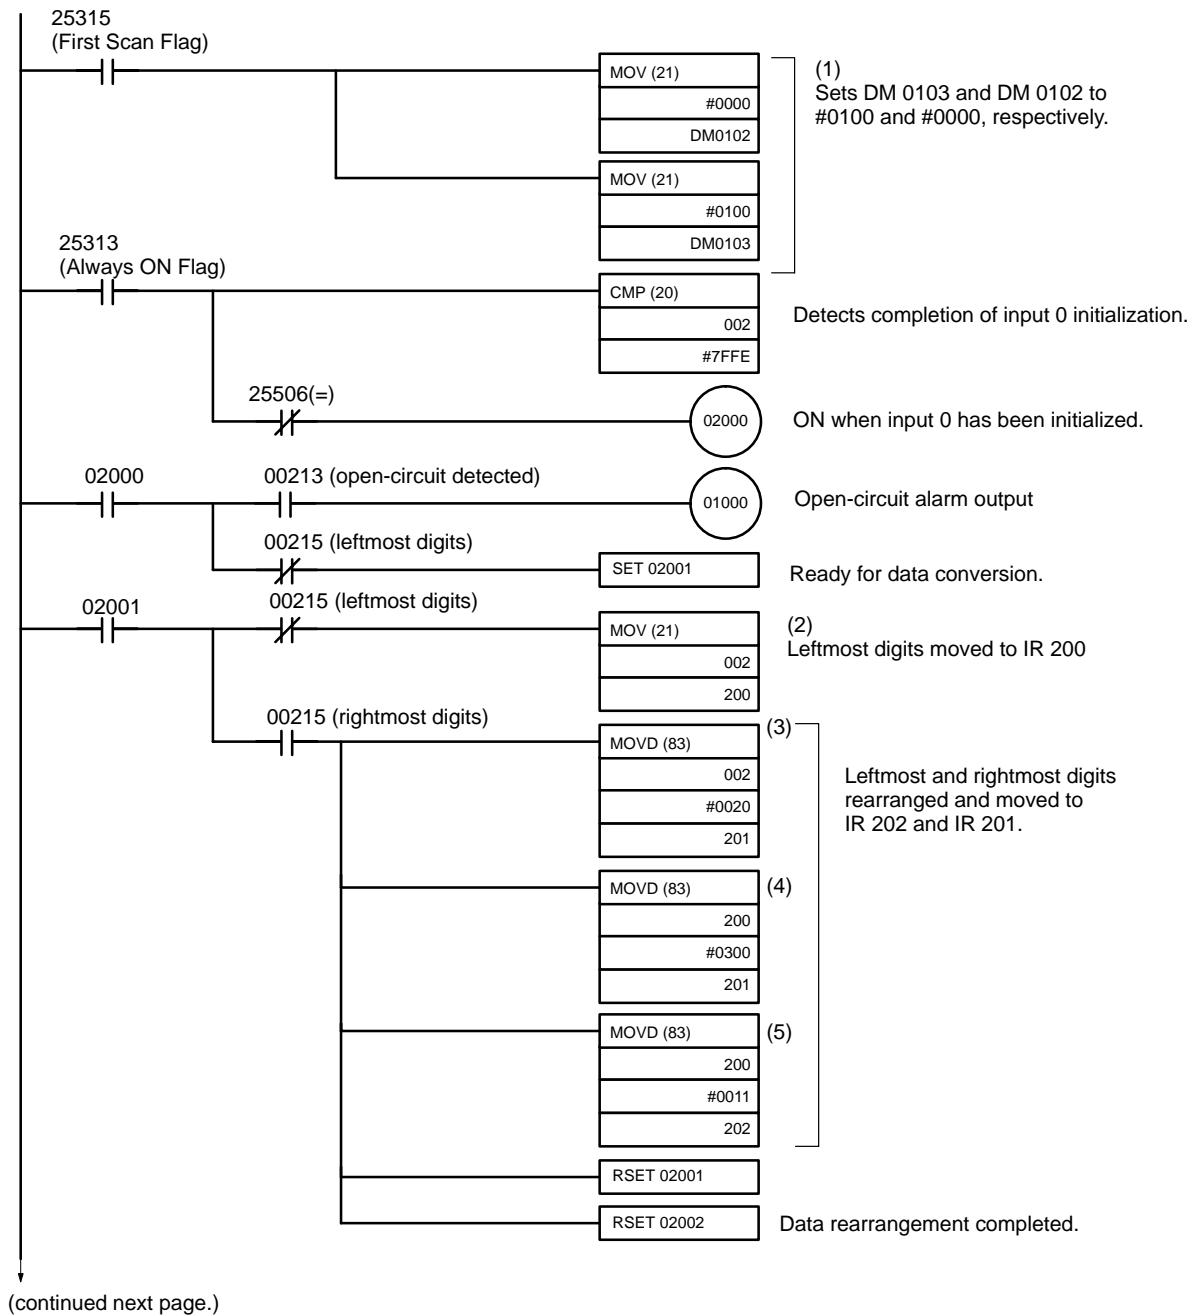 25315
(First Scan Flag)
MOV (21)
#0000
DM0102
(1)
Sets DM 0103 and DM 0102 to
#0100 and #0000, respectively.
MOV (21)
#0100
DM0103
25313
(Always ON Flag)
CMP (20)
002
#7FFE
Detects completion of input 0 initialization.
25506(=)
02000
ON when input 0 has been initialized.
02000
00213 (open-circuit detected)
01000
Open-circuit alarm output
00215 (leftmost digits)
SET 02001
Ready for data conversion.
02001
00215 (leftmost digits)
MOV (21)
002
200
(2)
Leftmost digits moved to IR 200
00215 (rightmost digits)
MOVD (83)
002
#0020
201
(3)
Leftmost and rightmost digits
rearranged and moved to
IR 202 and IR 201.
MOVD (83)
200
#0300
201
(4)
MOVD (83)
200
#0011
202
(5)
RSET 02001
RSET 02002
Data rearrangement completed.
(continued next page.)